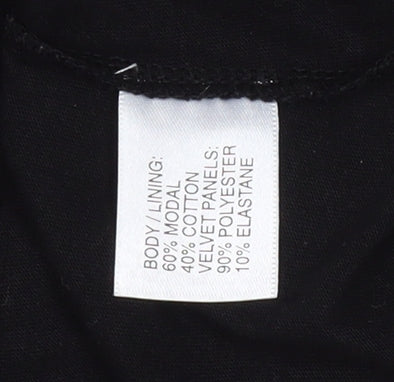 BODY / LINING:
60% MODAL
40% COTTON
VELVET PANELS:
90% POLYESTER
10% ELASTANE